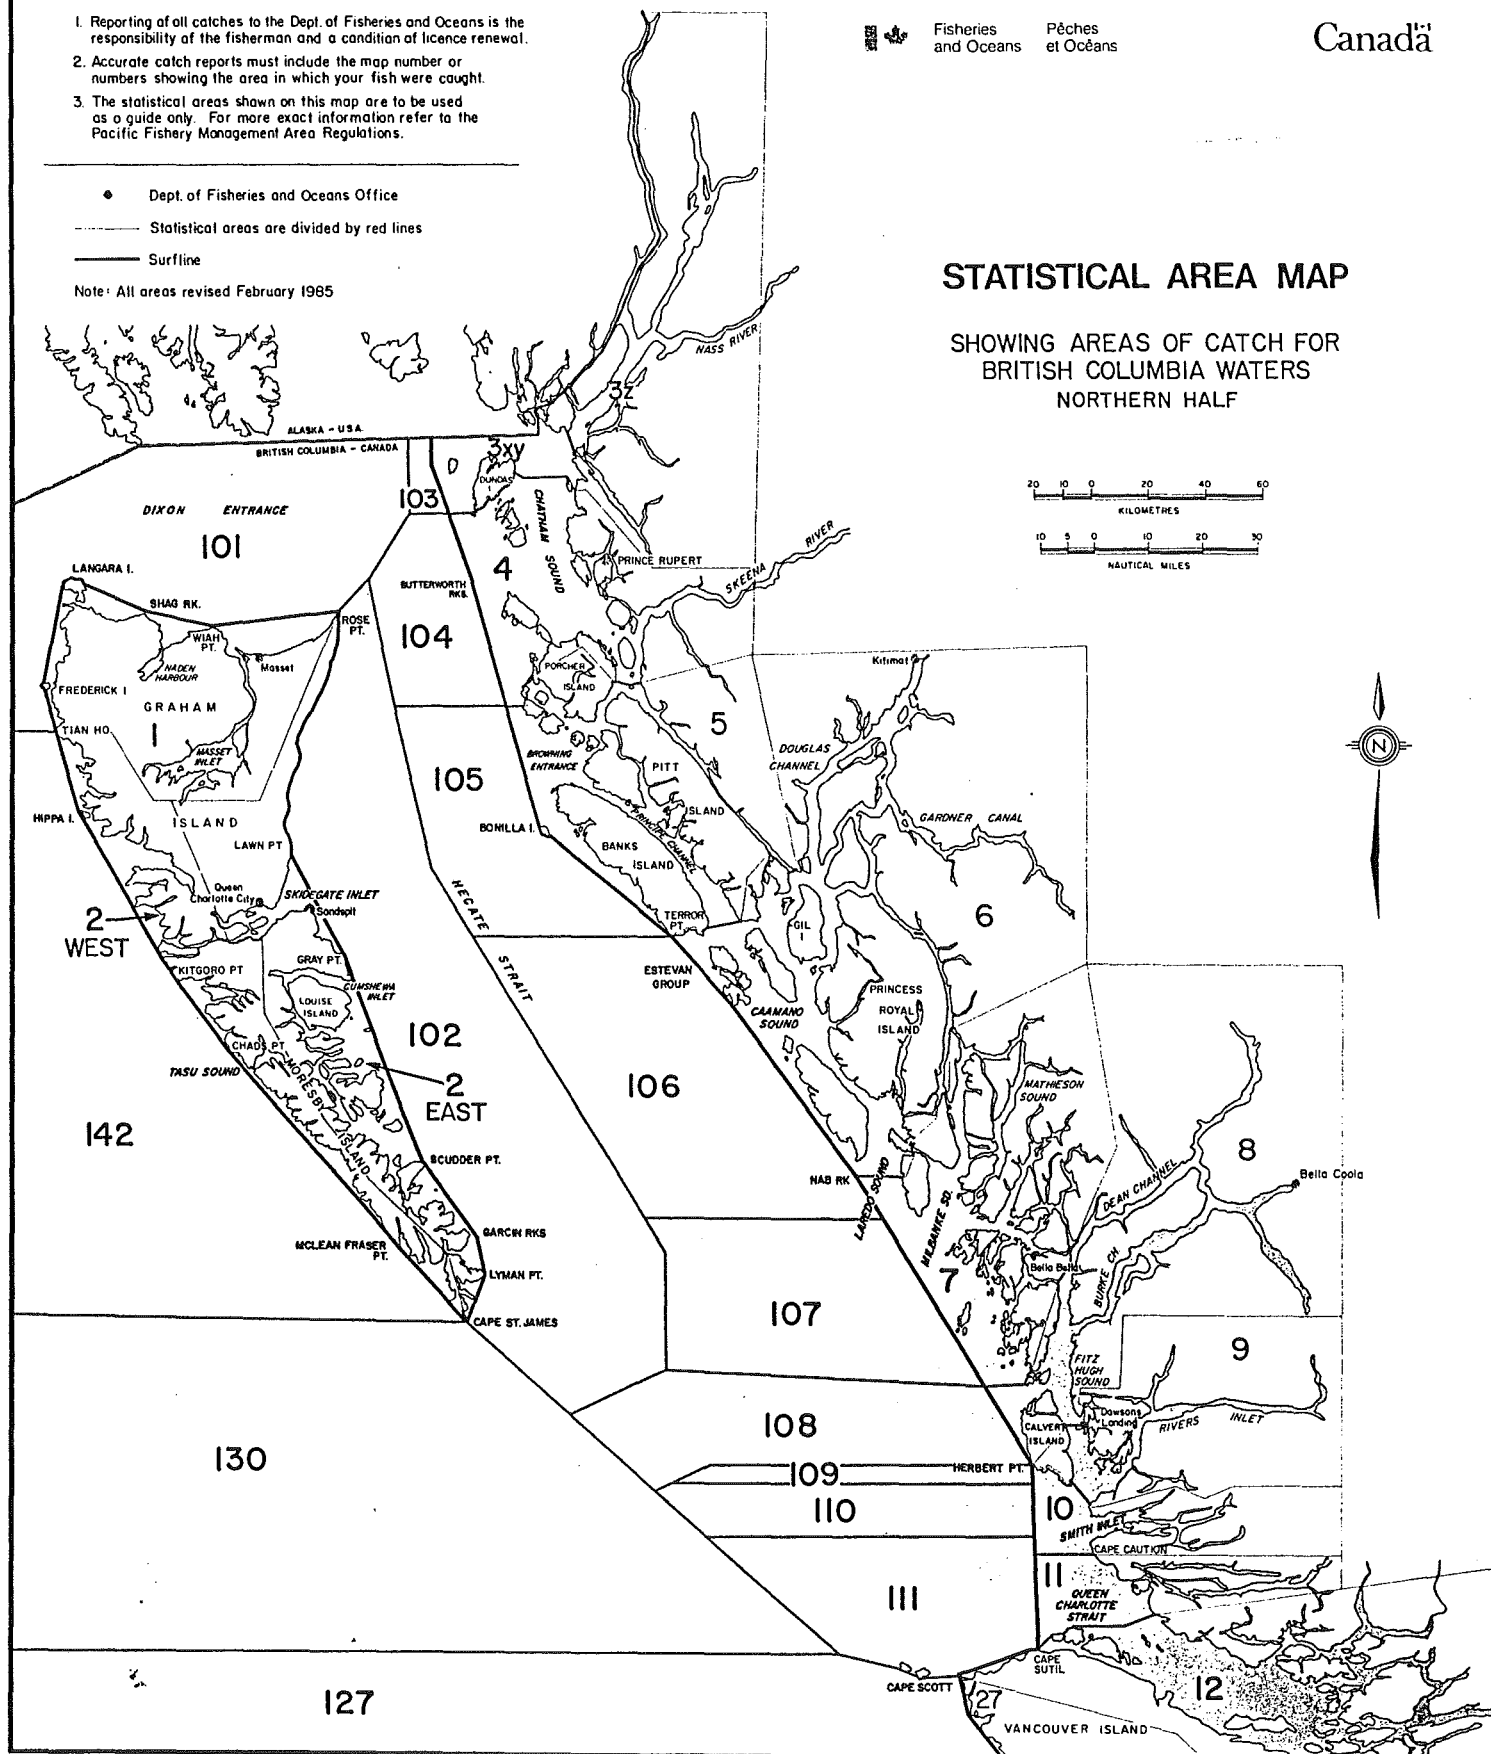 1. Reporting of all catches to the Dept. of Fisheries and Oceans is the
responsibility of the fisherman and a condition of licence renewal.
2. Accurate catch reports must include the map number or
numbers showing the area in which your fish were caught.
3. The statistical areas shown on this map are to be used
as a guide only. For more exact information refer to the
Pacific Fishery Management Area Regulations.
Fisheries
and Oceans
Pêches
et Océans
Canada
Dept. of Fisheries and Oceans Office
Statistical areas are divided by red lines
Surfline
Note: All areas revised February 1985
STATISTICAL AREA MAP
SHOWING AREAS OF CATCH FOR
BRITISH COLUMBIA WATERS
NORTHERN HALF
20 10 0 20 40 60
KILOMETRES
10 5 0 10 20 30
NAUTICAL MILES
N
NASS RIVER
3z
ALASKA - U.S.A.
BRITISH COLUMBIA - CANADA
3xy
DUNDAS
I.
103
CHATHAM SOUND
DIXON ENTRANCE
101
4
PRINCE RUPERT
SKEENA RIVER
LANGARA I.
SHAG RK.
BUTTERWORTH
RKS.
ROSE
PT.
WIAH
PT.
104
Masset
NADEN
HARBOUR
PORCHER
ISLAND
Kitimat
FREDERICK I
GRAHAM
1
5
TIAN HD.
MASSET
INLET
BROWNING
ENTRANCE
PITT
ISLAND
DOUGLAS
CHANNEL
105
HIPPA I.
ISLAND
LAWN PT
BONILLA I.
PRINCIPE CHANNEL
BANKS
ISLAND
GARDNER CANAL
Queen
Charlotte City
SKIDEGATE INLET
Sandspit
HECATE
STRAIT
2
WEST
TERROR
PT.
GIL
I
6
KITGORO PT
GRAY PT.
CUMSHEWA
INLET
ESTEVAN
GROUP
LOUISE
ISLAND
CAAMANO
SOUND
PRINCESS
ROYAL
ISLAND
102
CHADS PT
TASU SOUND
MORESBY ISLAND
2
EAST
106
MATHIESON
SOUND
142
8
SCUDDER PT.
NAB RK
LAREDO SOUND
MILBANKE SD.
DEAN CHANNEL
Bella Coola
GARCIN RKS
MCLEAN FRASER
PT.
LYMAN PT.
7
Bella Bella
BURKE CH
CAPE ST. JAMES
107
9
FITZ
HUGH
SOUND
108
CALVERT
ISLAND
Dawsons
Landing
RIVERS INLET
130
109
HERBERT PT.
110
10
SMITH INLET
CAPE CAUTION
111
11
QUEEN
CHARLOTTE
STRAIT
CAPE
SUTIL
CAPE SCOTT
127
27
12
VANCOUVER ISLAND